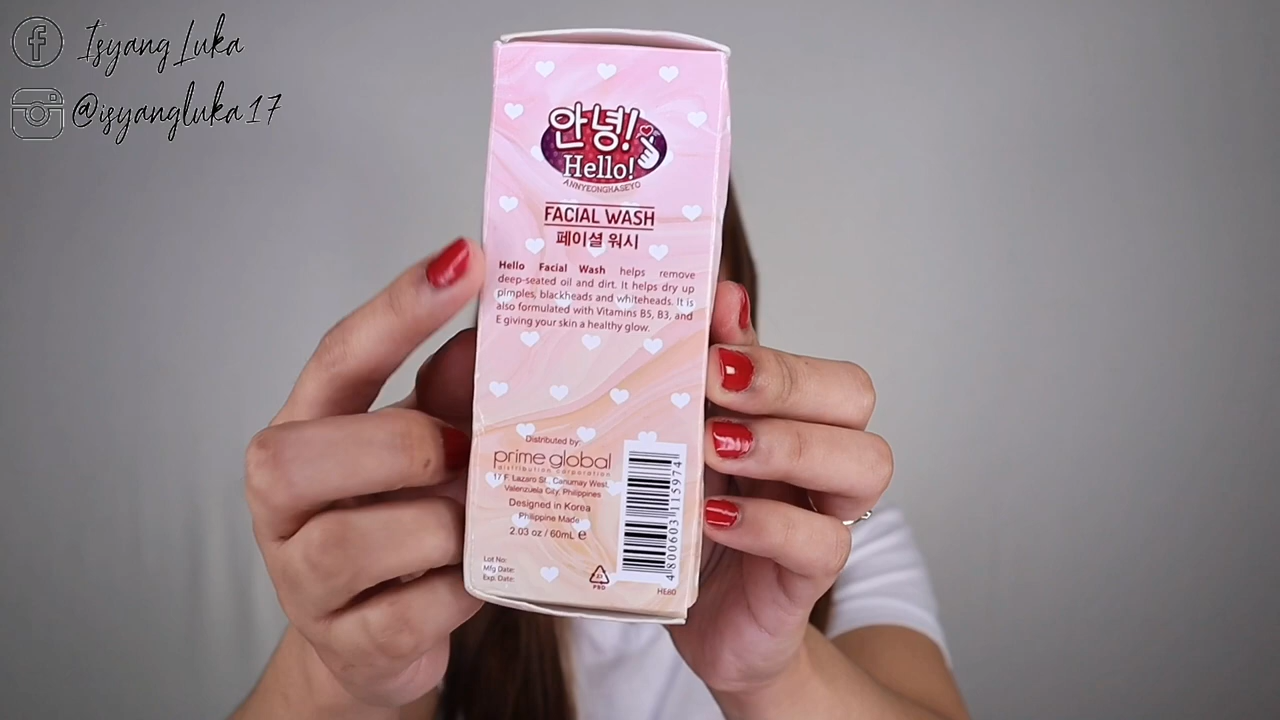 Isyang Luka
@isyangluka17
안녕!
Hello!
ANNYEONGHASEYO
FACIAL WASH
페이셜 워시
Hello Facial Wash helps remove
deep-seated oil and dirt. It helps dry up
pimples, blackheads and whiteheads. It is
also formulated with Vitamins B5, B3, and
E giving your skin a healthy glow.
Distributed by:
prime global
distribution corporation
17 F. Lazaro St., Canumay West,
Valenzuela City, Philippines
Designed in Korea
Philippine Made
2.03 oz / 60mL e
Lot No:
Mfg Date:
Exp. Date:
4 800603 115974
HE60